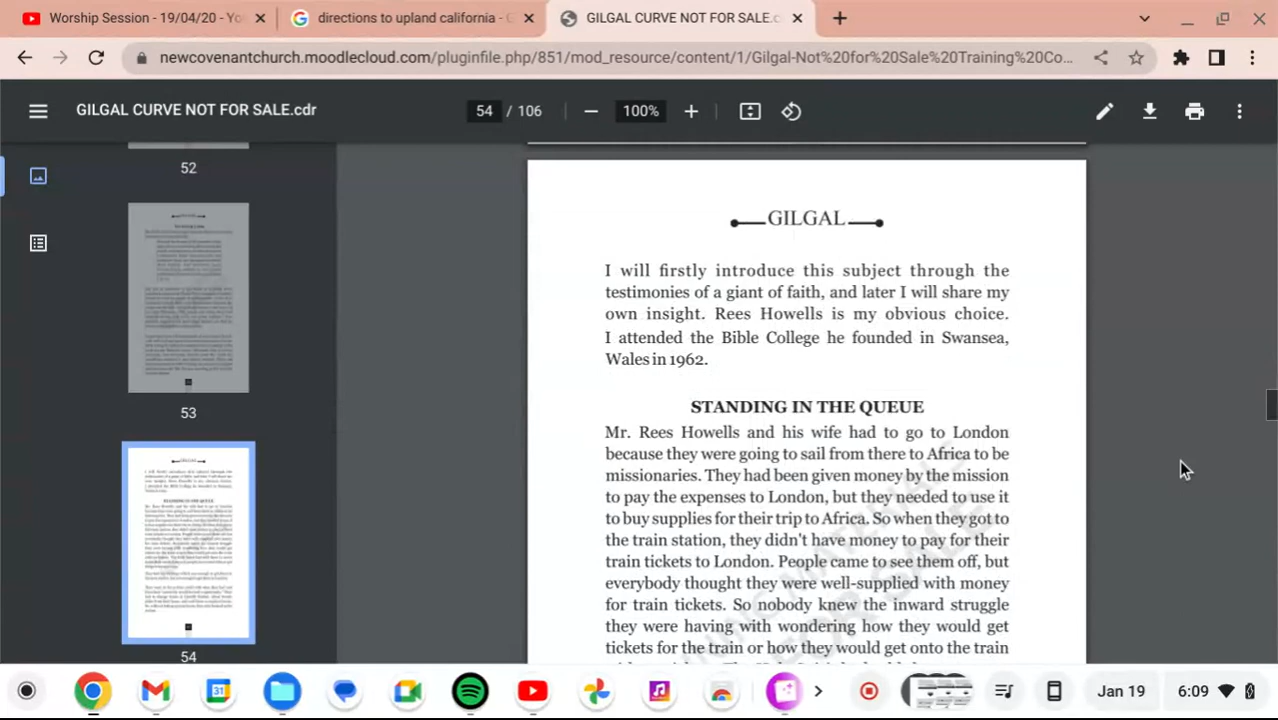 Worship Session - 19/04/20 - Yo
directions to upland california - G
GILGAL CURVE NOT FOR SALE.c
newcovenantchurch.moodlecloud.com/pluginfile.php/851/mod_resource/content/1/Gilgal-Not%20for%20Sale%20Training%20Co...
GILGAL CURVE NOT FOR SALE.cdr
54 / 106
100%
52
53
54
GILGAL
I will firstly introduce this subject through the
testimonies of a giant of faith, and later I will share my
own insight. Rees Howells is my obvious choice.
I attended the Bible College he founded in Swansea,
Wales in 1962.
STANDING IN THE QUEUE
Mr. Rees Howells and his wife had to go to London
because they were going to sail from there to Africa to be
missionaries. They had been given money by the mission
to pay the expenses to London, but they needed to use it
to buy supplies for their trip to Africa. So when they got to
the train station, they didn't have money to pay for their
train tickets to London. People came to see them off, but
everybody thought they were well-supplied with money
for train tickets. So nobody knew the inward struggle
they were having with wondering how they would get
tickets for the train or how they would get onto the train
31
Jan 19
6:09